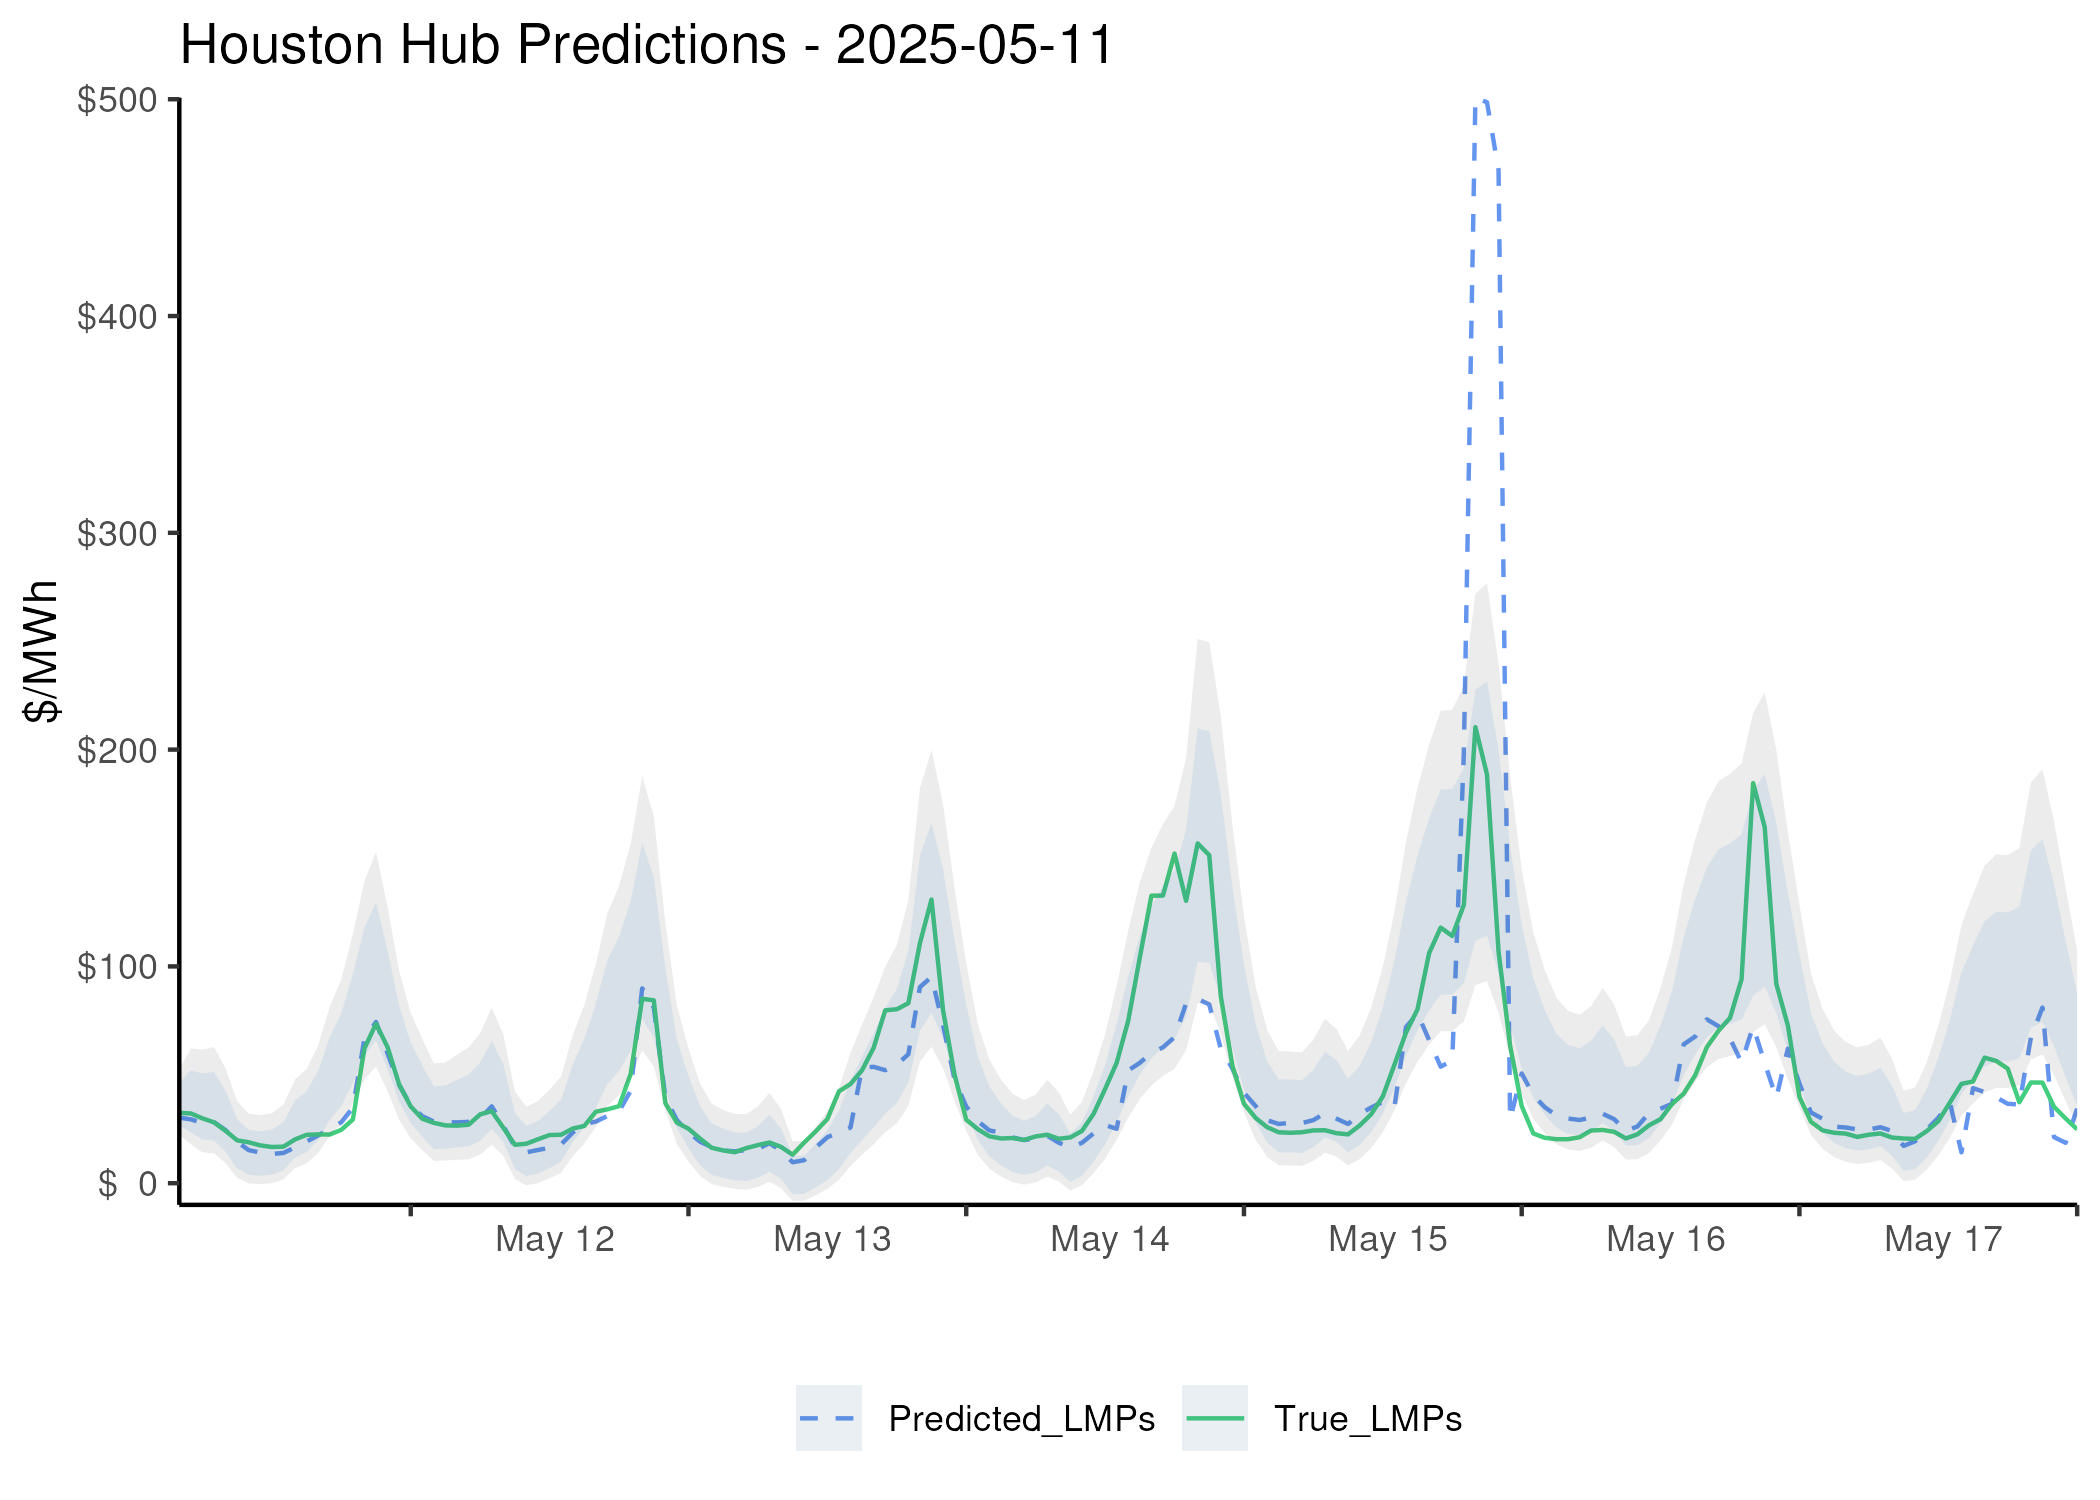 Houston Hub Predictions - 2025-05-11
$500
$400
$300
$200
$100
$ 0
$/MWh
May 12 May 13 May 14 May 15 May 16 May 17
Predicted_LMPs True_LMPs